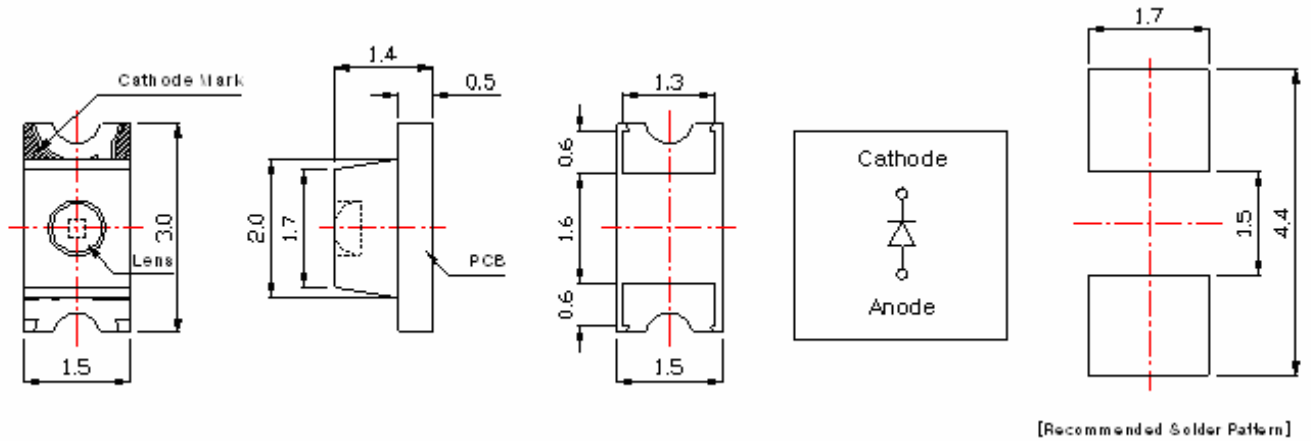 Cathode Mark
Lens
3.0
1.5
1.4
0.5
2.0
1.7
PCB
1.3
0.6
1.6
0.6
1.5
Cathode
Anode
1.7
1.5
4.4
[Recommended Solder Pattern]